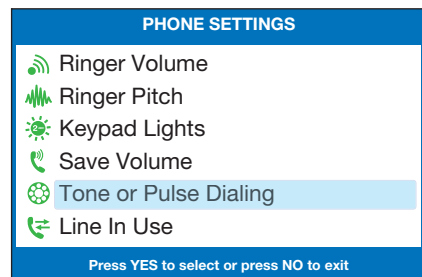 PHONE SETTINGS
Ringer Volume
Ringer Pitch
Keypad Lights
Save Volume
Tone or Pulse Dialing
Line In Use
Press YES to select or press NO to exit